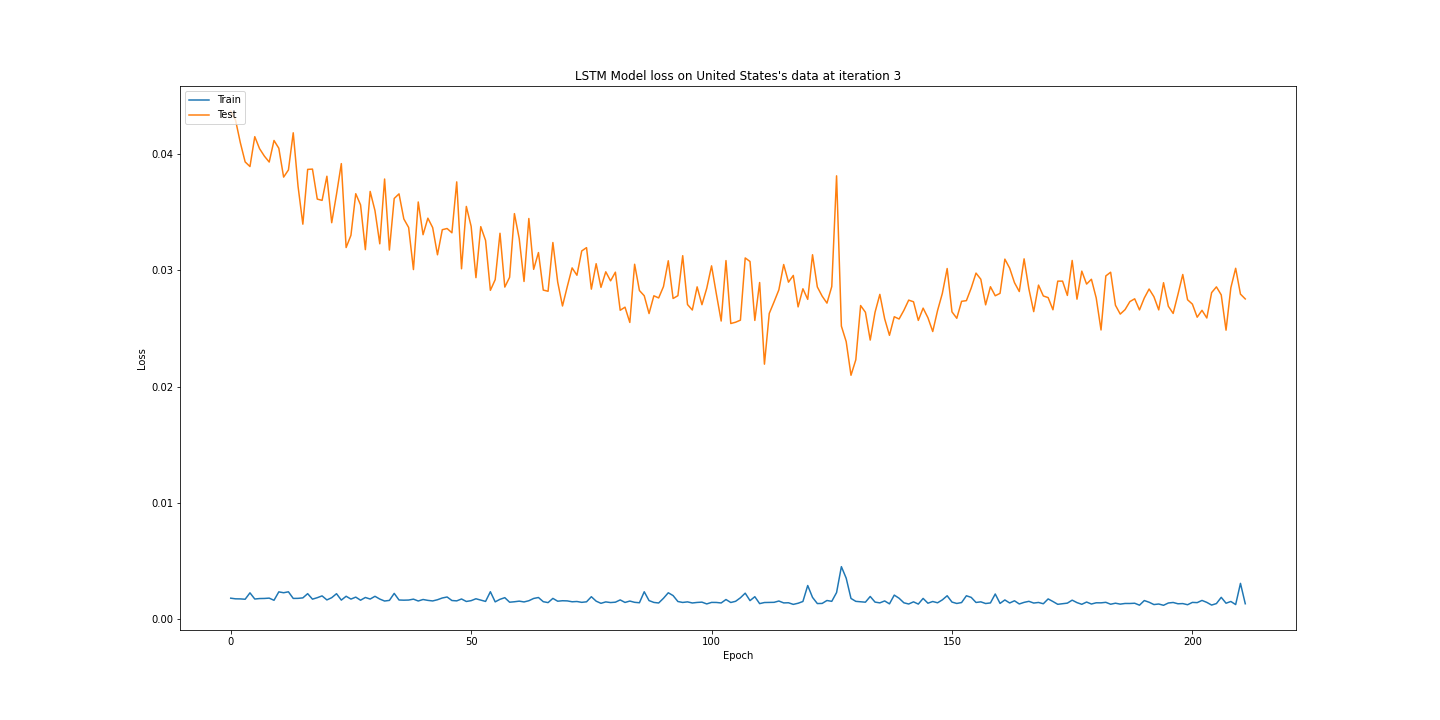 LSTM Model loss on United States's data at iteration 3
Train
Test
0.04
0.03
0.02
0.01
0.00
Loss
0 50 100 150 200
Epoch